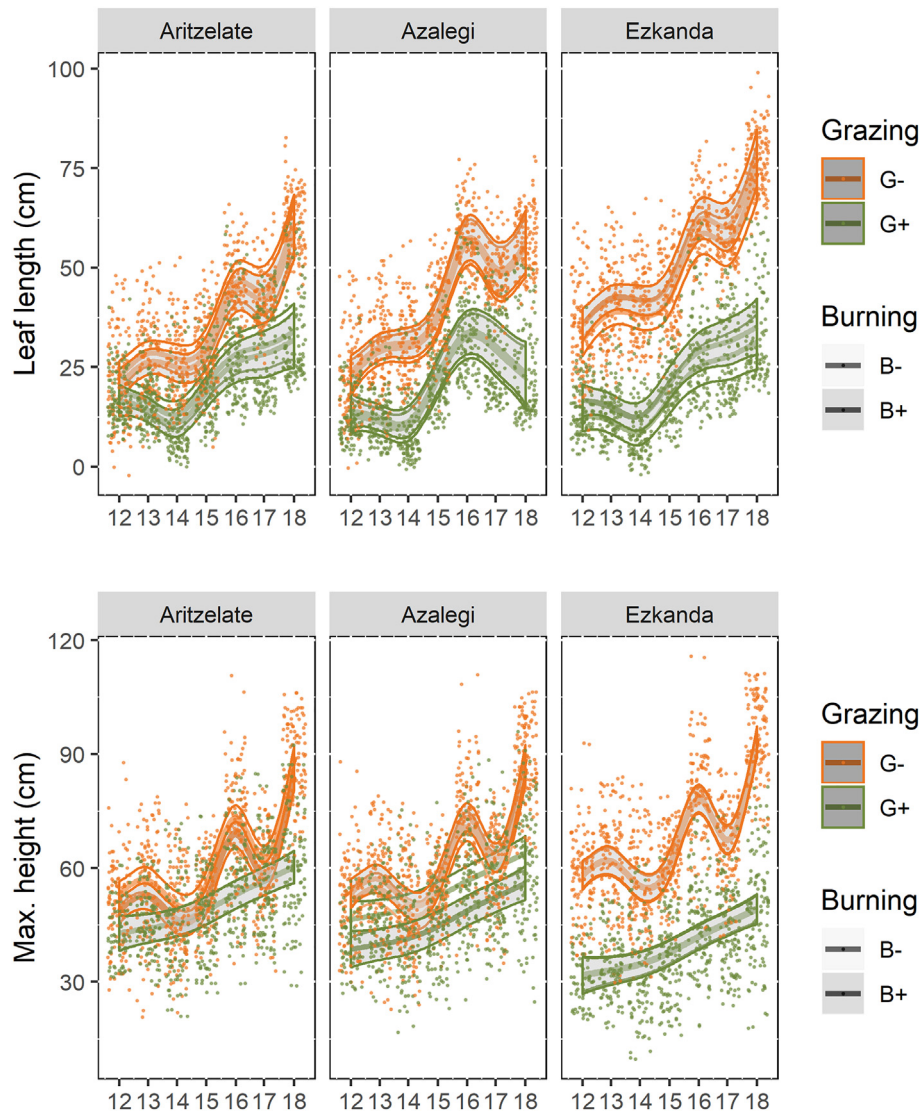 Aritzelate Azalegi Ezkanda
Leaf length (cm)
100
75
50
25
0
12 13 14 15 16 17 18 12 13 14 15 16 17 18 12 13 14 15 16 17 18
Grazing
G-
G+
Burning
B-
B+
Aritzelate Azalegi Ezkanda
Max. height (cm)
120
90
60
30
12 13 14 15 16 17 18 12 13 14 15 16 17 18 12 13 14 15 16 17 18
Grazing
G-
G+
Burning
B-
B+